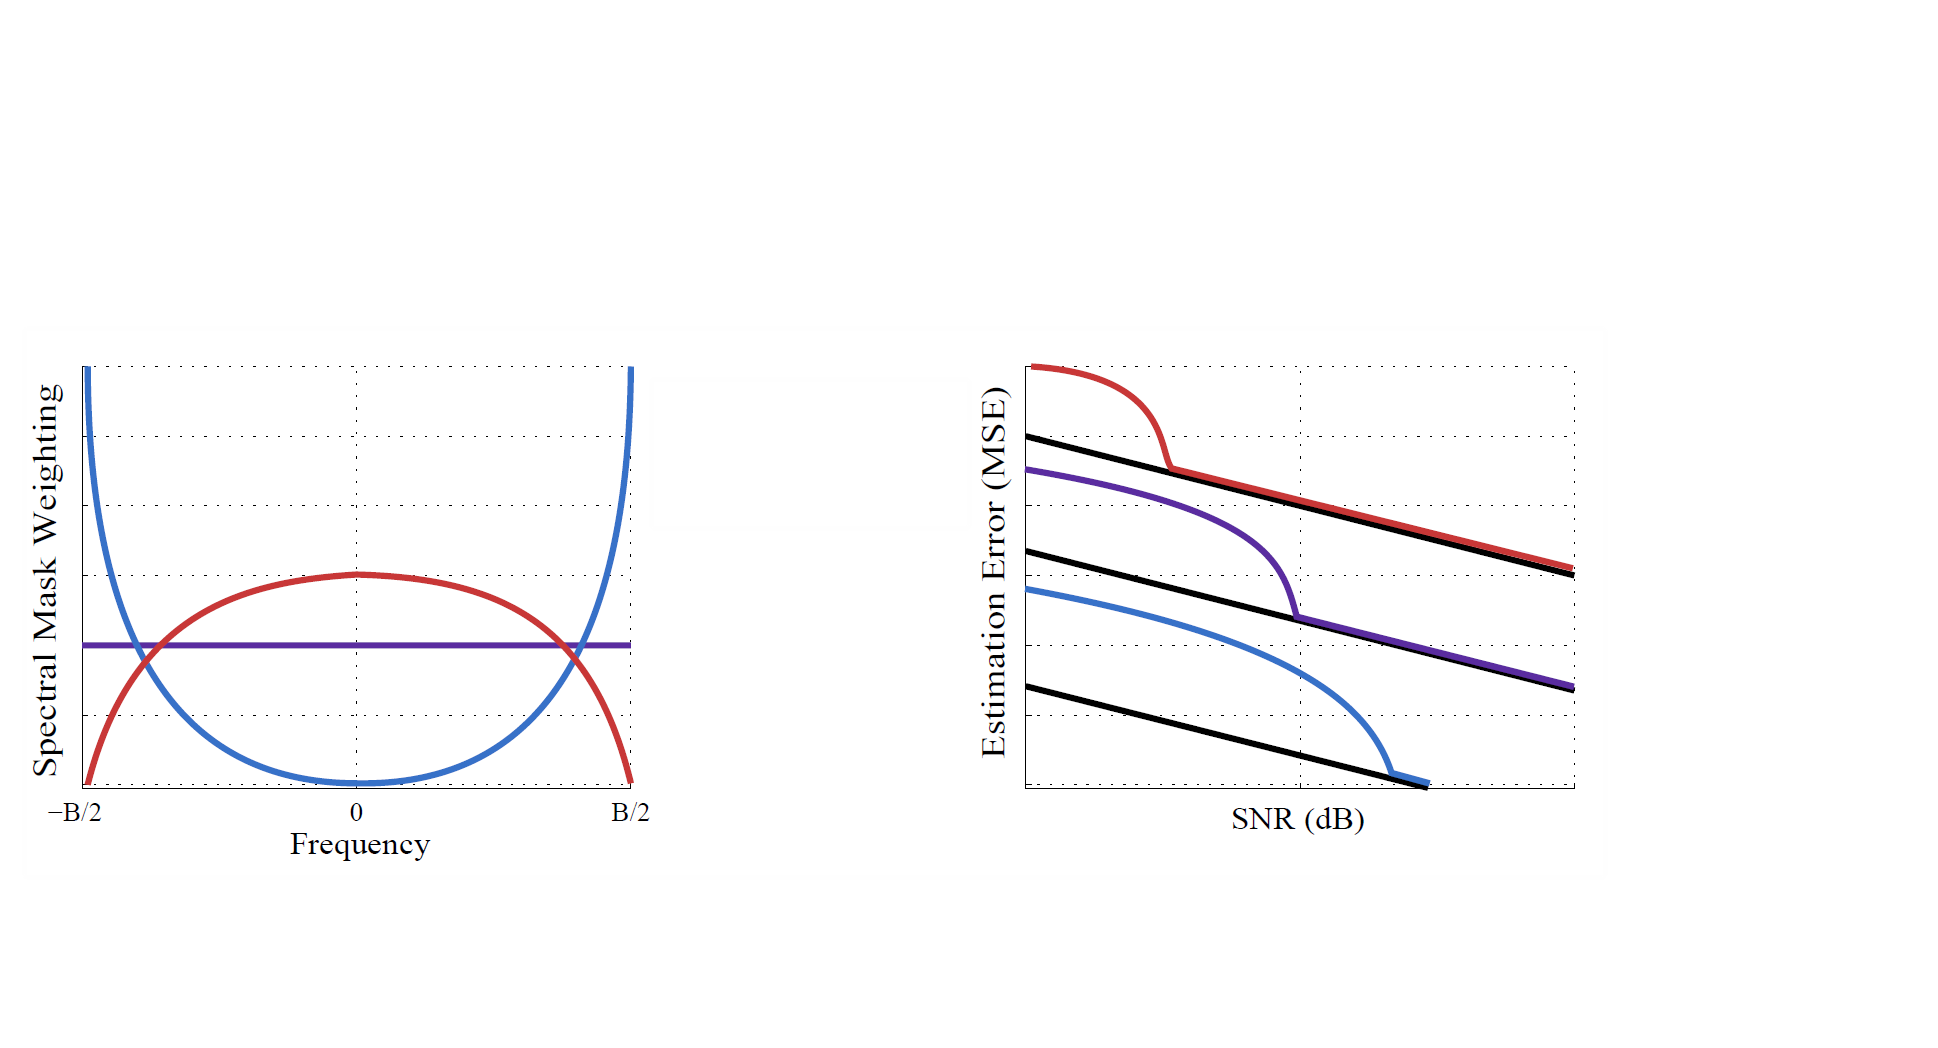 Spectral Mask Weighting
−B/2
0
B/2
Frequency
Estimation Error (MSE)
SNR (dB)